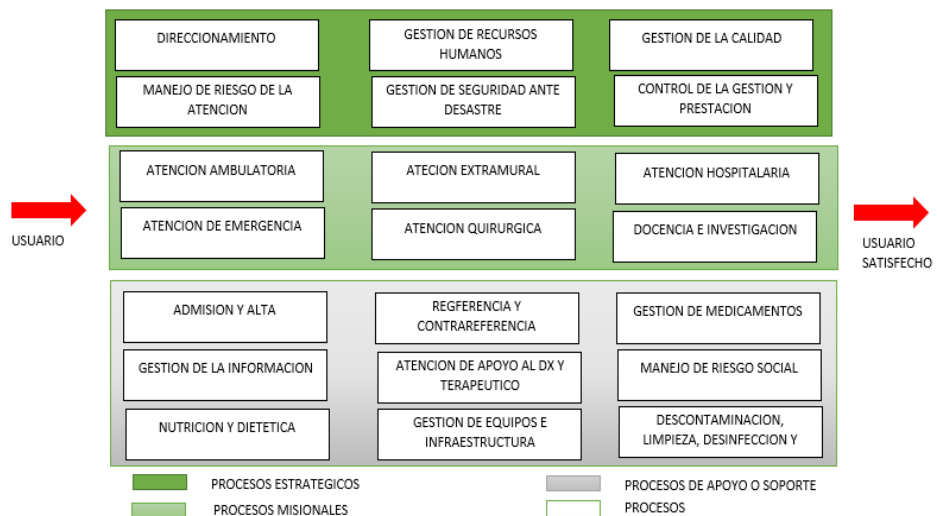 DIRECCIONAMIENTO
GESTION DE RECURSOS
HUMANOS
GESTION DE LA CALIDAD
MANEJO DE RIESGO DE LA
ATENCION
GESTION DE SEGURIDAD ANTE
DESASTRE
CONTROL DE LA GESTION Y
PRESTACION
ATENCION AMBULATORIA
ATECION EXTRAMURAL
ATENCION HOSPITALARIA
ATENCION DE EMERGENCIA
ATENCION QUIRURGICA
DOCENCIA E INVESTIGACION
USUARIO
USUARIO
SATISFECHO
ADMISION Y ALTA
REGFERENCIA Y
CONTRAREFERENCIA
GESTION DE MEDICAMENTOS
GESTION DE LA INFORMACION
ATENCION DE APOYO AL DX Y
TERAPEUTICO
MANEJO DE RIESGO SOCIAL
NUTRICION Y DIETETICA
GESTION DE EQUIPOS E
INFRAESTRUCTURA
DESCONTAMINACION,
LIMPIEZA, DESINFECCION Y
PROCESOS ESTRATEGICOS
PROCESOS DE APOYO O SOPORTE
PROCESOS MISIONALES
PROCESOS